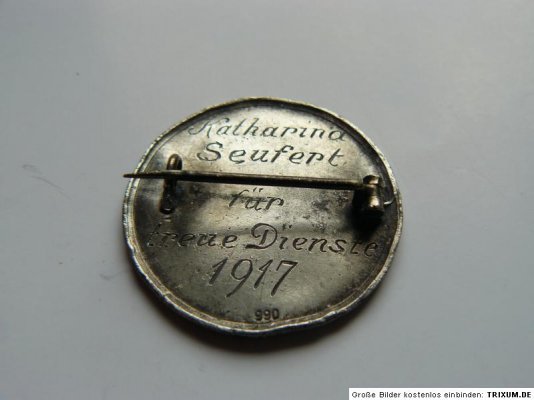 Katharina
Seufert
für
treue Dienste
1917
990
Große Bilder kostenlos einbinden: TRIXUM.DE